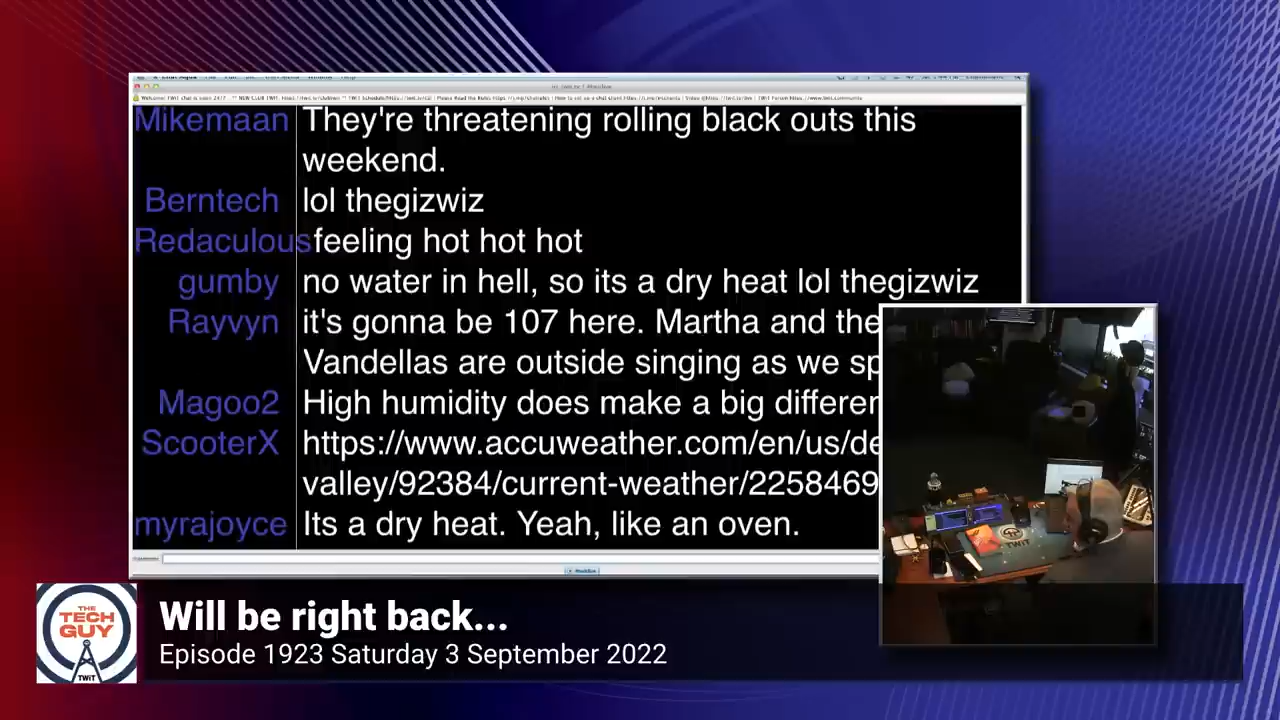 Mikemaan They're threatening rolling black outs this
weekend.
Berntech lol thegizwiz
Redaculous feeling hot hot hot
gumby no water in hell, so its a dry heat lol thegizwiz
Rayvyn it's gonna be 107 here. Martha and the
Vandellas are outside singing as we sp
Magoo2 High humidity does make a big differen
ScooterX https://www.accuweather.com/en/us/de
valley/92384/current-weather/2258469
myrajoyce Its a dry heat. Yeah, like an oven.
TWiT
THE
TECH
GUY
TWiT
Will be right back...
Episode 1923 Saturday 3 September 2022